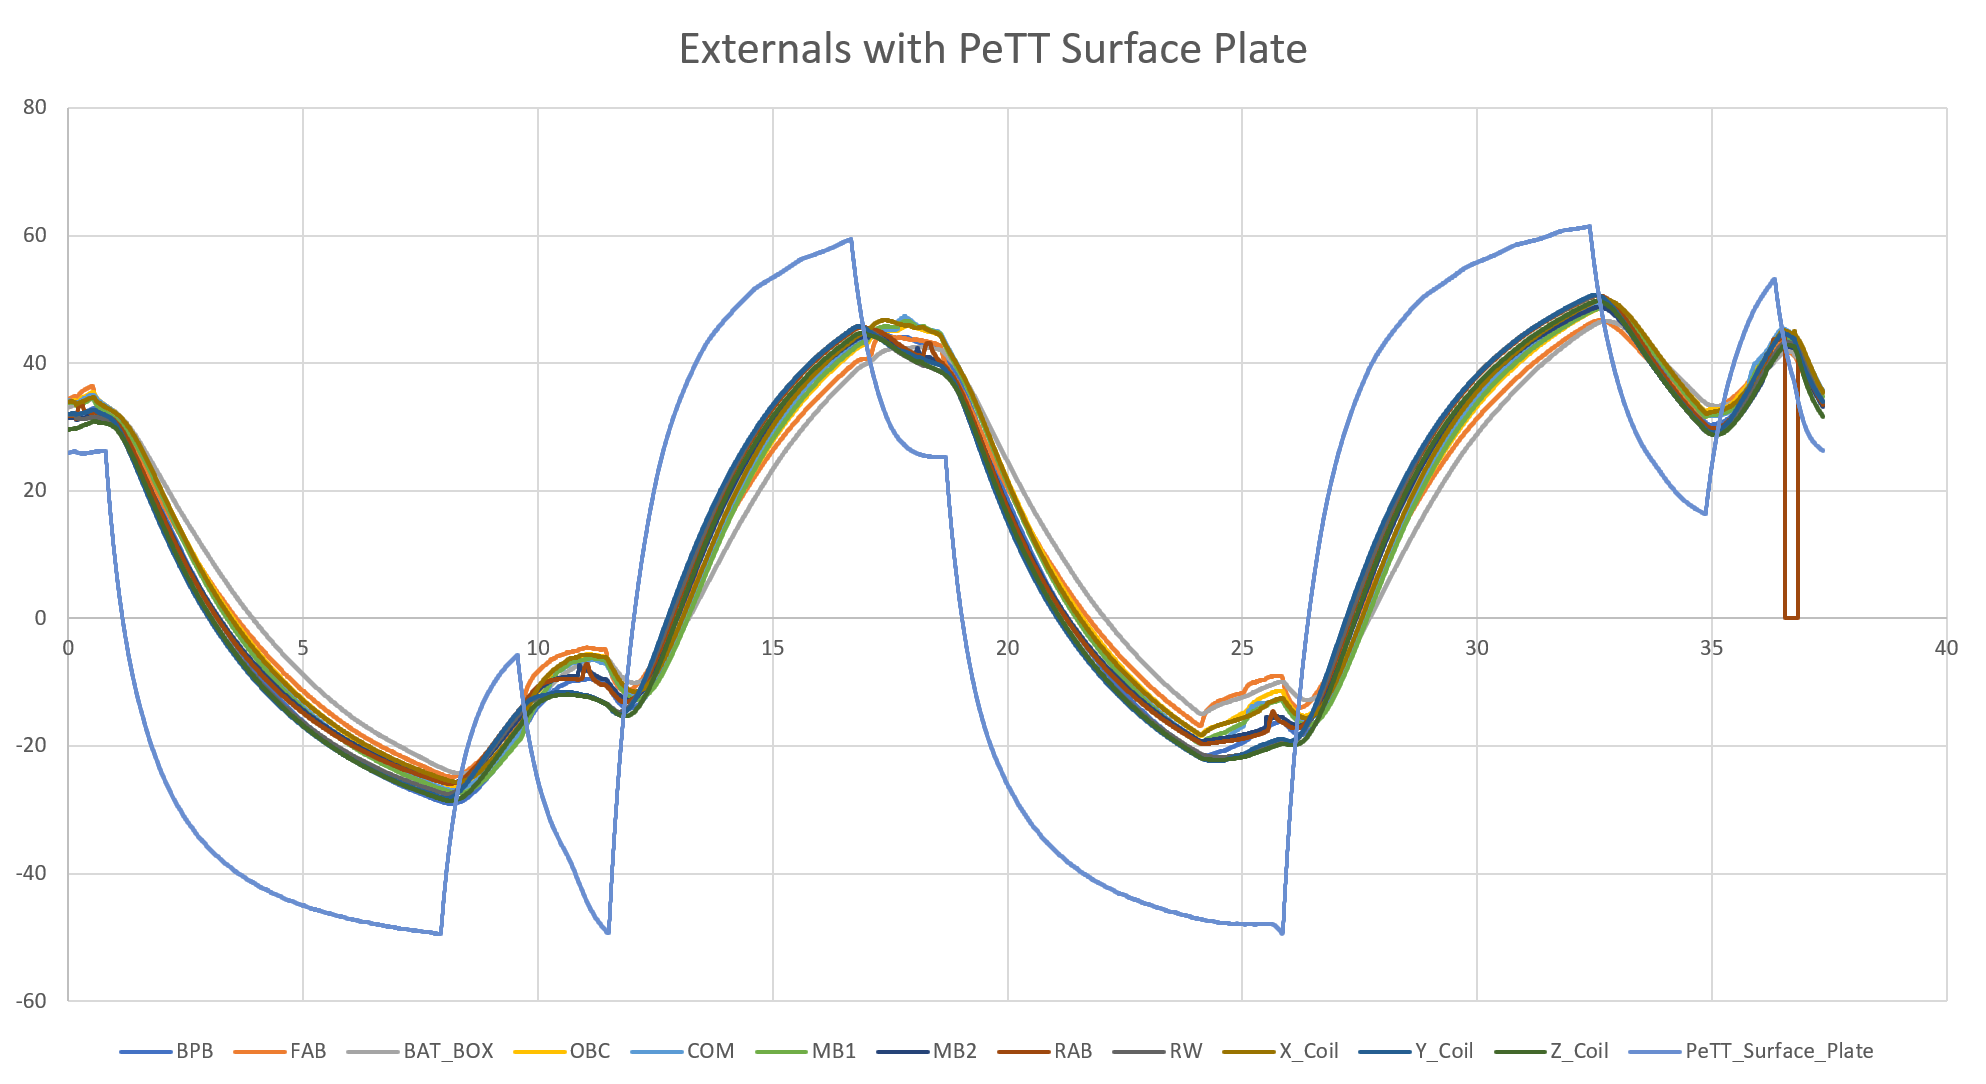 Externals with PeTT Surface Plate
80
60
40
20
0
-20
-40
-60
0 5 10 15 20 25 30 35 40
BPB FAB BAT_BOX OBC COM MB1 MB2 RAB RW X_Coil Y_Coil Z_Coil PeTT_Surface_Plate